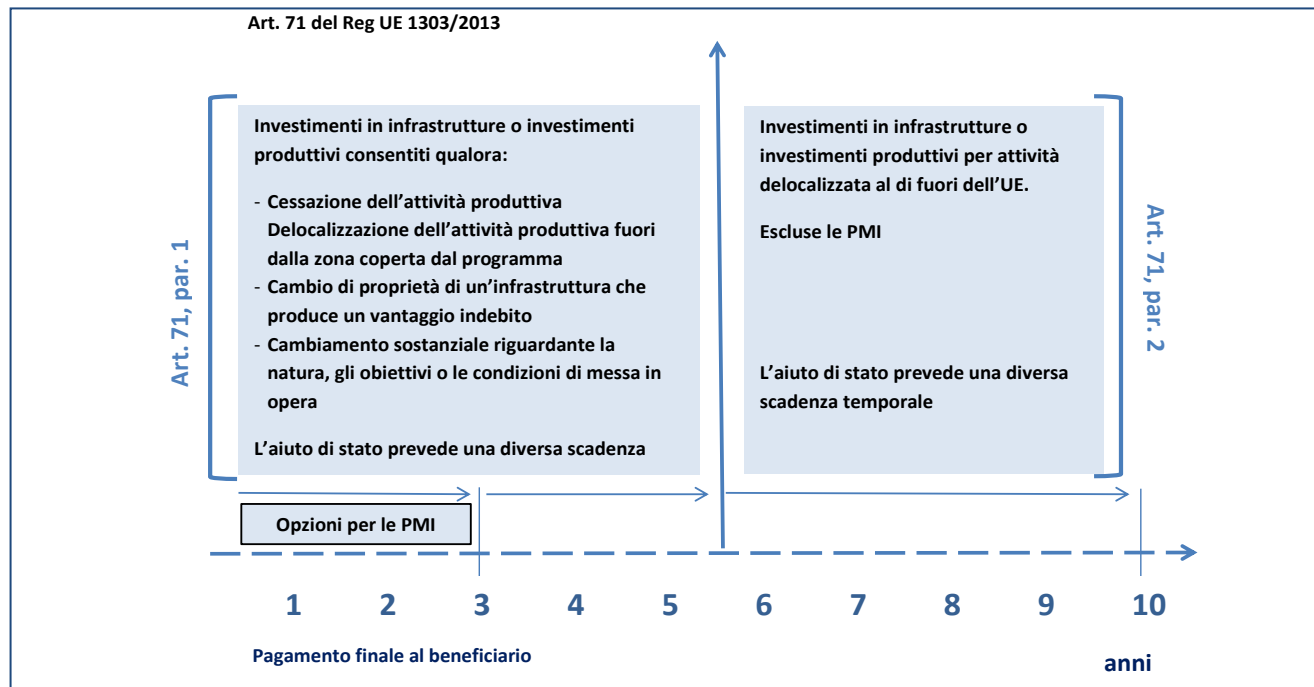 Art. 71 del Reg UE 1303/2013
Art. 71, par. 1
Investimenti in infrastrutture o investimenti
produttivi consentiti qualora:
- Cessazione dell’attività produttiva
Delocalizzazione dell’attività produttiva fuori
dalla zona coperta dal programma
- Cambio di proprietà di un’infrastruttura che
produce un vantaggio indebito
- Cambiamento sostanziale riguardante la
natura, gli obiettivi o le condizioni di messa in
opera
L’aiuto di stato prevede una diversa scadenza
Investimenti in infrastrutture o
investimenti produttivi per attività
delocalizzata al di fuori dell’UE.
Escluse le PMI
L’aiuto di stato prevede una diversa
scadenza temporale
Art. 71, par. 2
Opzioni per le PMI
1 2 3 4 5 6 7 8 9 10
Pagamento finale al beneficiario
anni